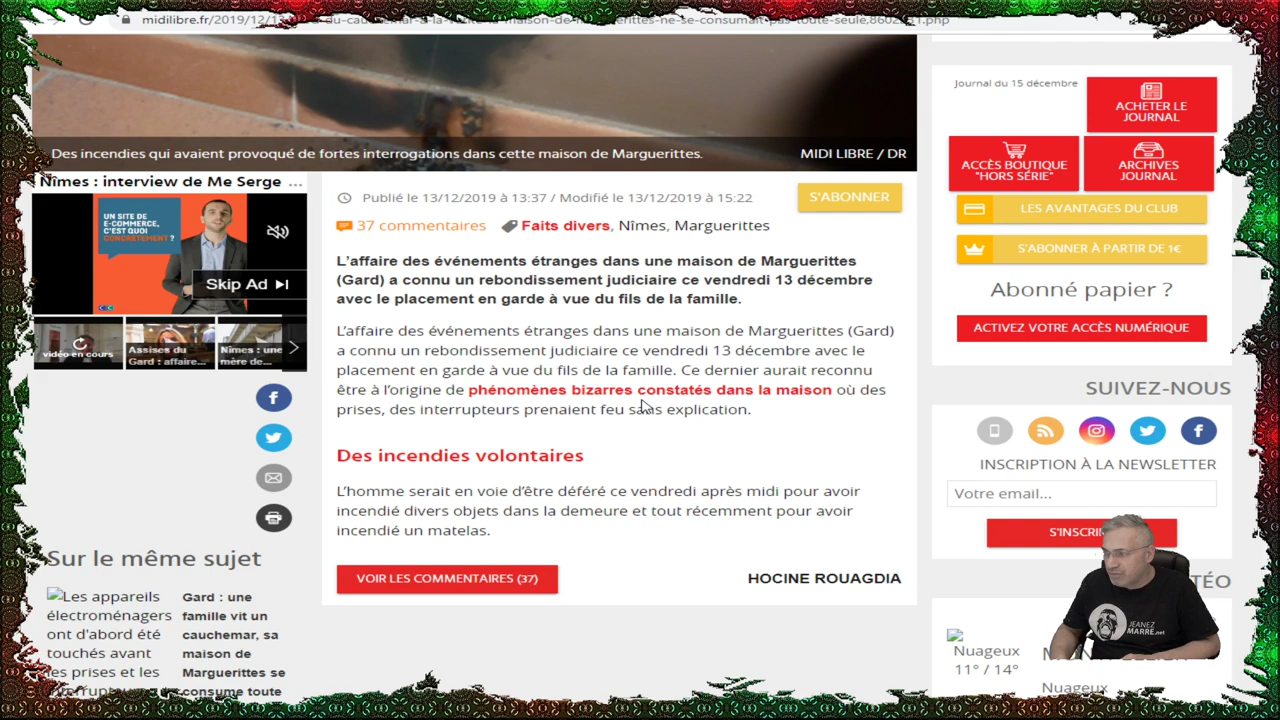 midilibre.fr/2019/12/13
Des incendies qui avaient provoqué de fortes interrogations dans cette maison de Marguerittes.
MIDI LIBRE / DR
Nîmes : interview de Me Serge ...
UN SITE DE
E-COMMERCE,
C'EST QUOI
CONCRÈTEMENT ?
Skip Ad
CIC
vidéo en cours
Assises du
Gard : affaire...
Nîmes : une
mère de...
Publié le 13/12/2019 à 13:37 / Modifié le 13/12/2019 à 15:22
S'ABONNER
37 commentaires
Faits divers, Nîmes, Marguerittes
L'affaire des événements étranges dans une maison de Marguerittes
(Gard) a connu un rebondissement judiciaire ce vendredi 13 décembre
avec le placement en garde à vue du fils de la famille.
L'affaire des événements étranges dans une maison de Marguerittes (Gard)
a connu un rebondissement judiciaire ce vendredi 13 décembre avec le
placement en garde à vue du fils de la famille. Ce dernier aurait reconnu
être à l'origine de phénomènes bizarres constatés dans la maison où des
prises, des interrupteurs prenaient feu sans explication.
Des incendies volontaires
L'homme serait en voie d'être déféré ce vendredi après midi pour avoir
incendié divers objets dans la demeure et tout récemment pour avoir
incendié un matelas.
VOIR LES COMMENTAIRES (37)
HOCINE ROUAGDIA
Sur le même sujet
Les appareils
électroménagers
ont d'abord été
touchés avant
les prises et les
interrupteurs
Gard : une
famille vit un
cauchemar, sa
maison de
Marguerittes se
consume toute
Journal du 15 décembre
ACHETER LE
JOURNAL
ACCÈS BOUTIQUE
"HORS SÉRIE"
ARCHIVES
JOURNAL
LES AVANTAGES DU CLUB
S'ABONNER À PARTIR DE 1€
Abonné papier ?
ACTIVEZ VOTRE ACCÈS NUMÉRIQUE
SUIVEZ-NOUS
INSCRIPTION À LA NEWSLETTER
Votre email...
JEANEZ
MARRE.net
Nuageux
11° / 14°
Nuageux